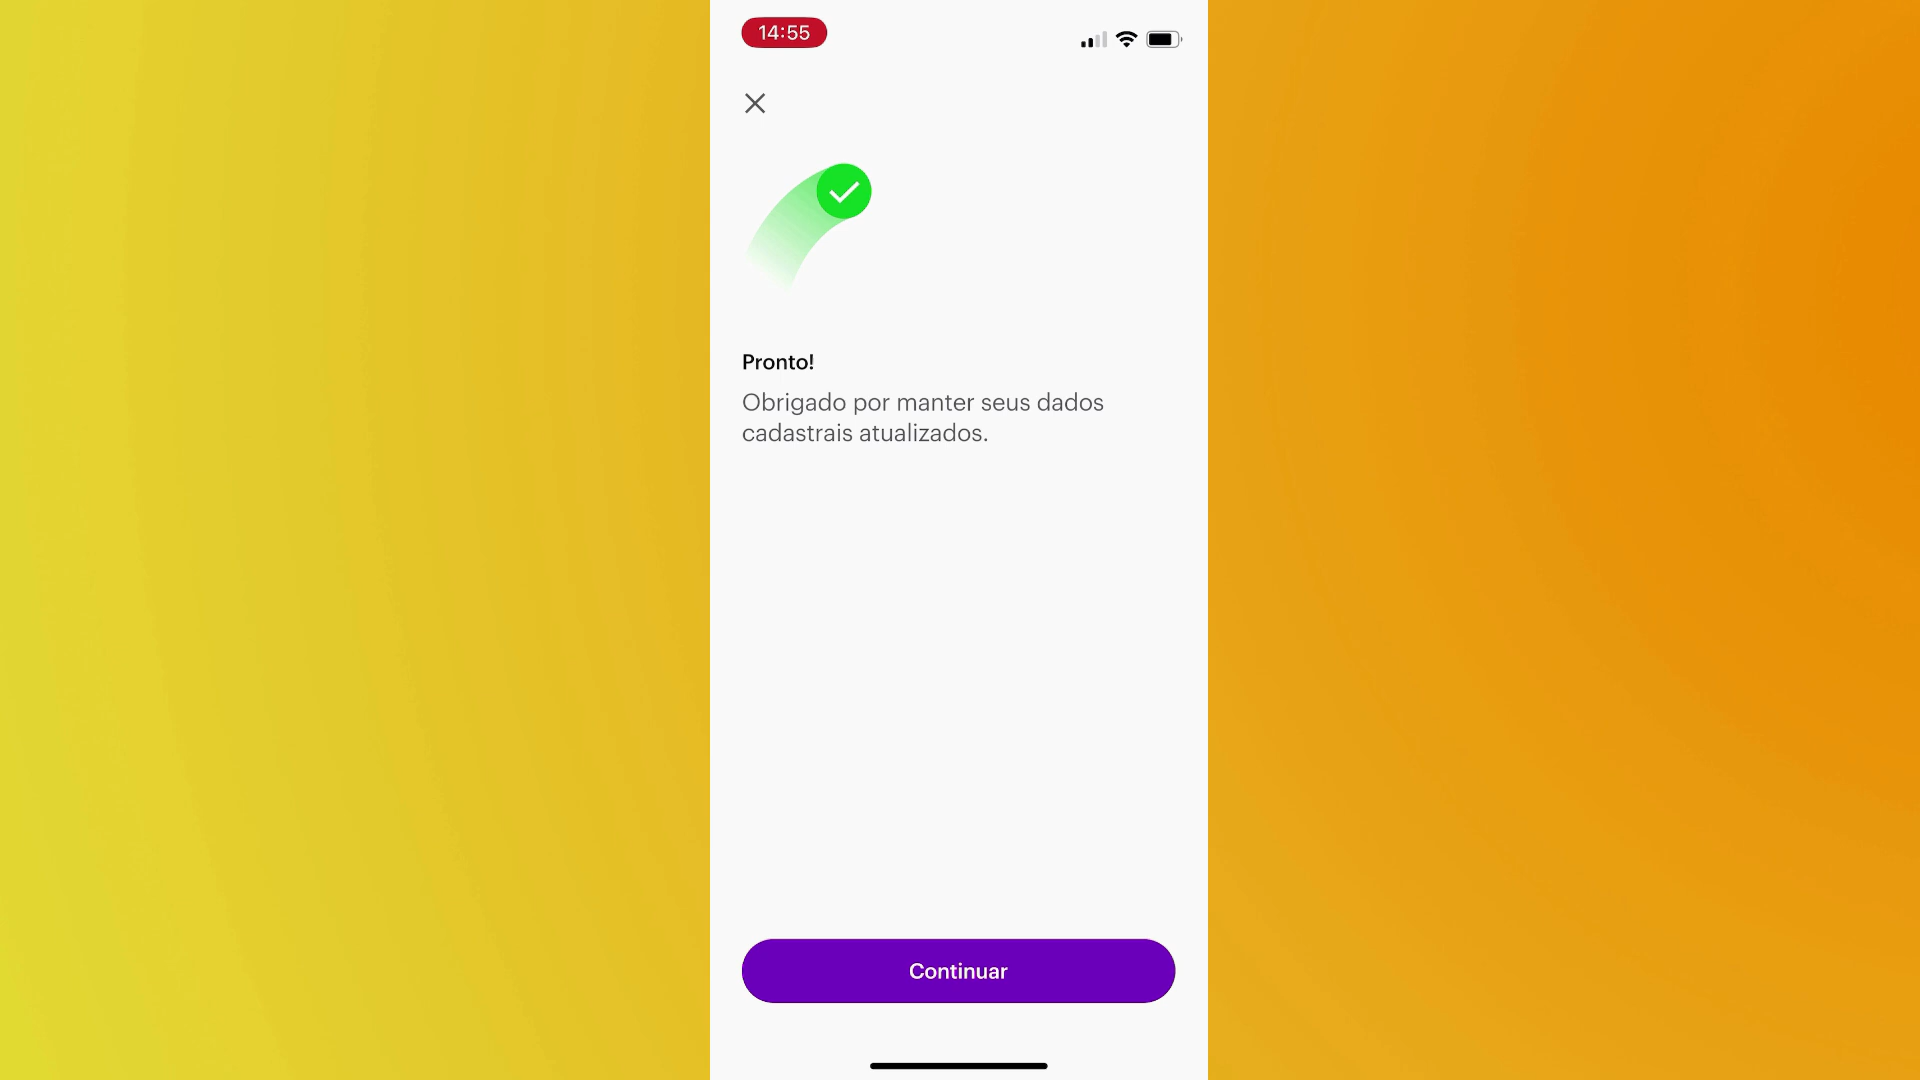 14:55
Pronto!
Obrigado por manter seus dados
cadastrais atualizados.
Continuar